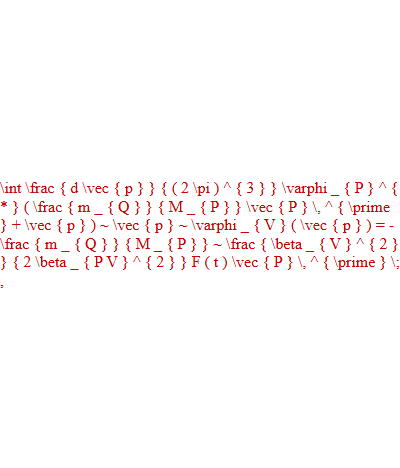 \int \frac { d \vec { p } } { ( 2 \pi ) ^ { 3 } } \varphi _ { P } ^ {
* } ( \frac { m _ { Q } } { M _ { P } } \vec { P } \, ^ { \prime
} + \vec { p } ) ~ \vec { p } ~ \varphi _ { V } ( \vec { p } ) = -
\frac { m _ { Q } } { M _ { P } } ~ \frac { \beta _ { V } ^ { 2 }
} { 2 \beta _ { P V } ^ { 2 } } F ( t ) \vec { P } \, ^ { \prime } \;
,